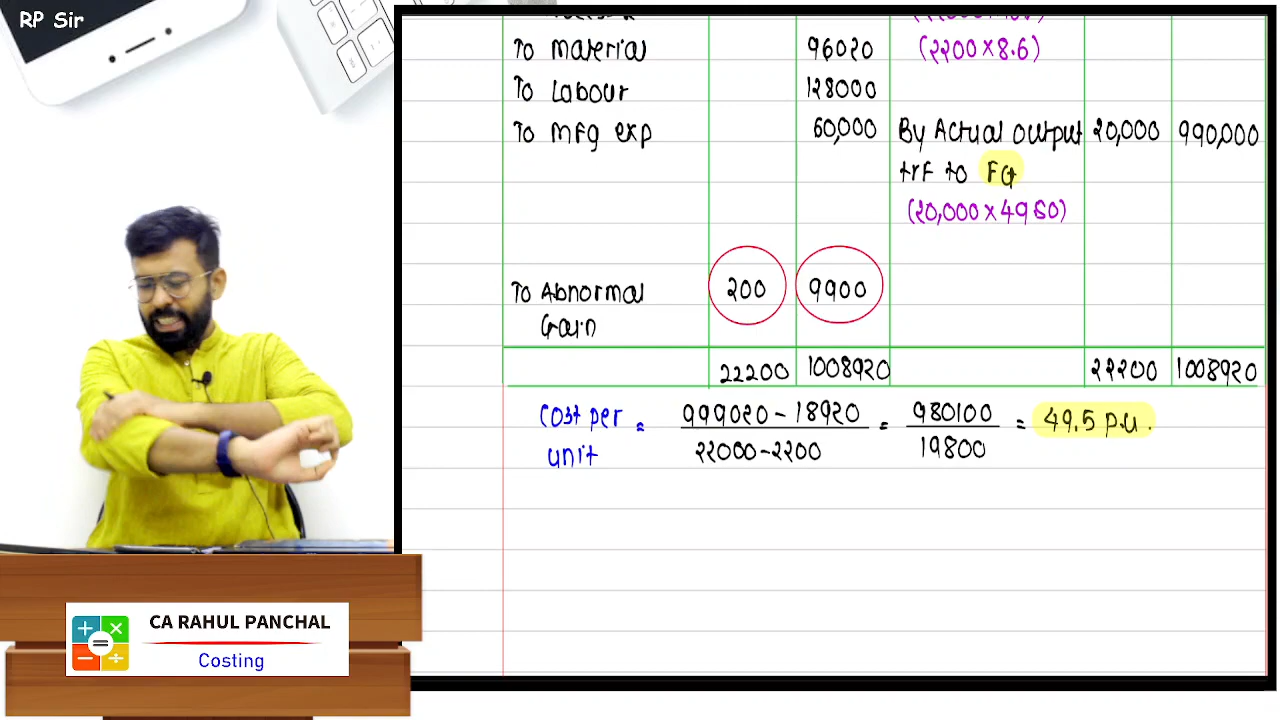 RP Sir
To Material 96020 (2200 × 8.6)
To Labour 128000
To Mfg exp 60,000 By Actual output 20,000 990,000
trf to FG
(20,000 × 49.50)
To Abnormal 200 9900
Gain
22200 1008920 22200 1008920
Cost per = 999020 - 18920 = 980100 = 49.5 p.u.
unit 22000-2200 19800
CA RAHUL PANCHAL
Costing